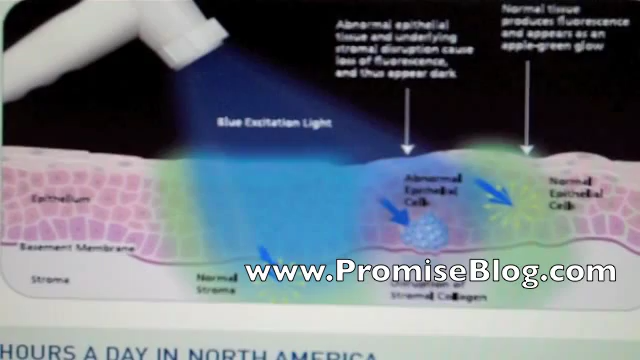 Abnormal epithelial
tissue and underlying
stromal disruption cause
loss of fluorescence,
and thus appear dark
Normal tissue
produces fluorescence
and appears as an
apple-green glow
Blue Excitation Light
Abnormal
Epithelial
Cells
Normal
Epithelial
Cells
Epithelium
Basement Membrane
Stroma
Normal
Stroma
www.PromiseBlog.com
Disruption of
Stromal Collagen
HOURS A DAY IN NORTH AMERICA